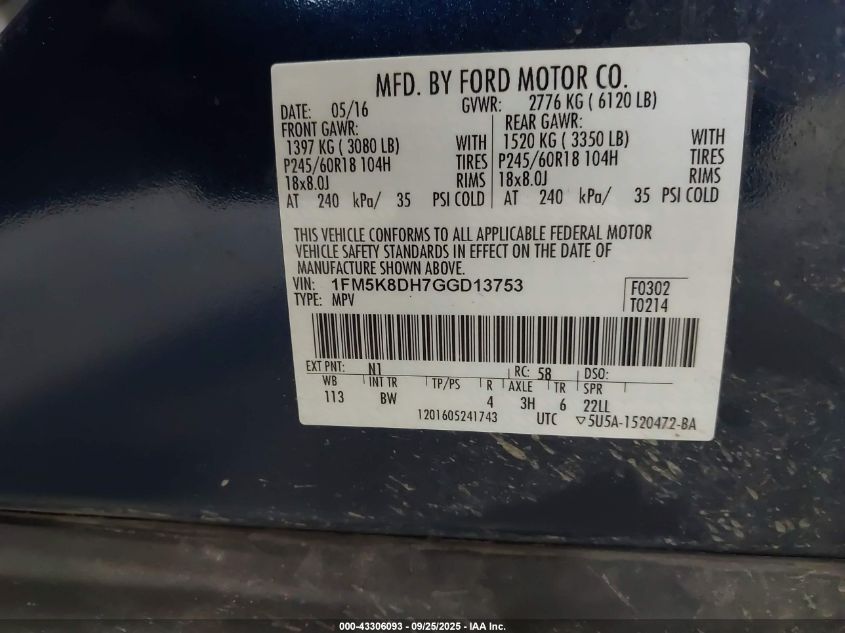 MFD. BY FORD MOTOR CO.
DATE: 05/16 GVWR: 2776 KG ( 6120 LB)
FRONT GAWR: REAR GAWR:
1397 KG ( 3080 LB) WITH 1520 KG ( 3350 LB) WITH
P245/60R18 104H TIRES P245/60R18 104H TIRES
18x8.0J RIMS 18x8.0J RIMS
AT 240 kPa/ 35 PSI COLD AT 240 kPa/ 35 PSI COLD
THIS VEHICLE CONFORMS TO ALL APPLICABLE FEDERAL MOTOR
VEHICLE SAFETY STANDARDS IN EFFECT ON THE DATE OF
MANUFACTURE SHOWN ABOVE.
VIN: 1FM5K8DH7GGD13753 F0302
TYPE: MPV T0214
EXT PNT: N1 RC: 58 DSO:
WB INT TR TP/PS R AXLE TR SPR
113 BW 4 3H 6 22LL
1201605241743 UTC ▽5U5A-1520472-BA
000-43306093 - 09/25/2025 - IAA Inc.